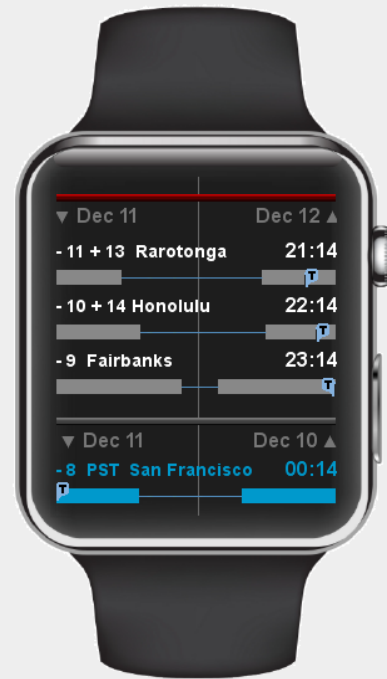 ▼ Dec 11 Dec 12 ▲
- 11 + 13 Rarotonga 21:14
T
- 10 + 14 Honolulu 22:14
T
- 9 Fairbanks 23:14
T
▼ Dec 11 Dec 10 ▲
- 8 PST San Francisco 00:14
T